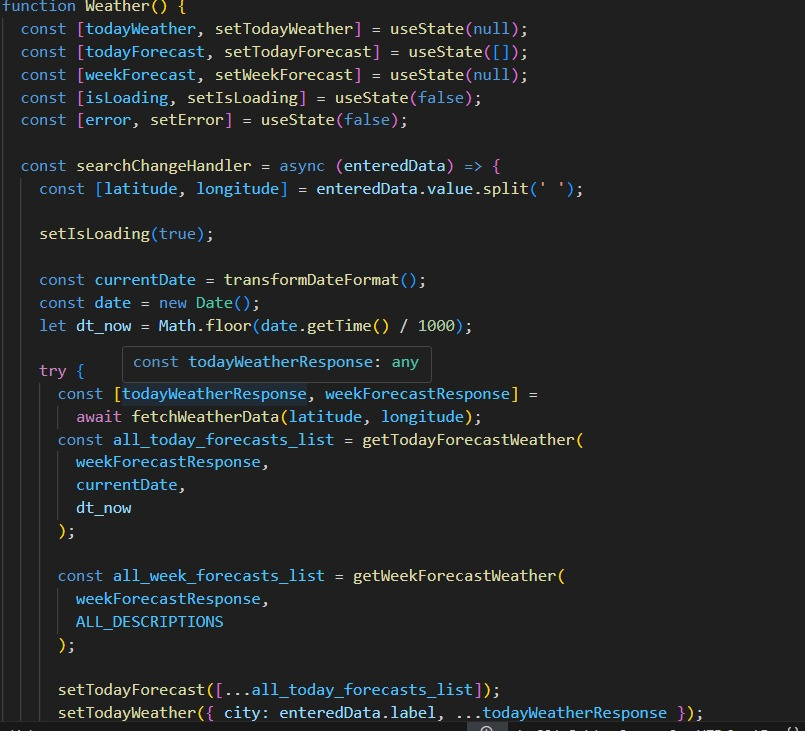 function Weather() {
const [todayWeather, setTodayWeather] = useState(null);
const [todayForecast, setTodayForecast] = useState([]);
const [weekForecast, setWeekForecast] = useState(null);
const [isLoading, setIsLoading] = useState(false);
const [error, setError] = useState(false);
const searchChangeHandler = async (enteredData) => {
const [latitude, longitude] = enteredData.value.split(' ');
setIsLoading(true);
const currentDate = transformDateFormat();
const date = new Date();
let dt_now = Math.floor(date.getTime() / 1000);
const todayWeatherResponse: any
try {
const [todayWeatherResponse, weekForecastResponse] =
await fetchWeatherData(latitude, longitude);
const all_today_forecasts_list = getTodayForecastWeather(
weekForecastResponse,
currentDate,
dt_now
);
const all_week_forecasts_list = getWeekForecastWeather(
weekForecastResponse,
ALL_DESCRIPTIONS
);
setTodayForecast([...all_today_forecasts_list]);
setTodayWeather({ city: enteredData.label, ...todayWeatherResponse });